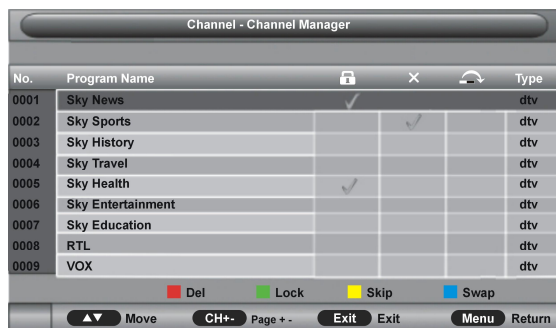 Channel - Channel Manager
No. Program Name Type
0001 Sky News dtv
0002 Sky Sports dtv
0003 Sky History dtv
0004 Sky Travel dtv
0005 Sky Health dtv
0006 Sky Entertainment dtv
0007 Sky Education dtv
0008 RTL dtv
0009 VOX dtv
Del Lock Skip Swap
Move CH+- Page + - Exit Exit Menu Return